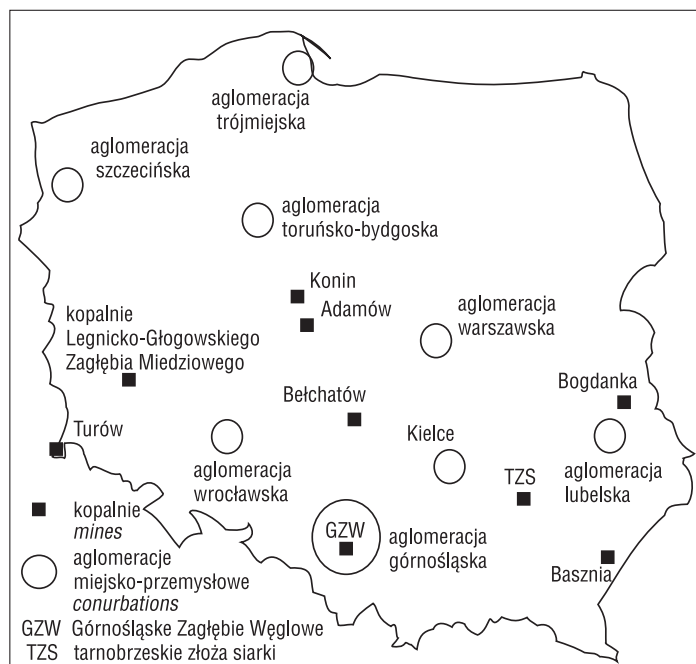 aglomeracja
trójmiejska
aglomeracja
szczecińska
aglomeracja
toruńsko-bydgoska
Konin
Adamów
kopalnie
Legnicko-Głogowskiego
Zagłębia Miedziowego
aglomeracja
warszawska
Bogdanka
Bełchatów
Turów
Kielce
aglomeracja
wrocławska
TZS
aglomeracja
lubelska
kopalnie
mines
GZW
aglomeracja
górnośląska
Basznia
aglomeracje
miejsko-przemysłowe
conurbations
GZW Górnośląske Zagłębie Węglowe
TZS tarnobrzeskie złoża siarki